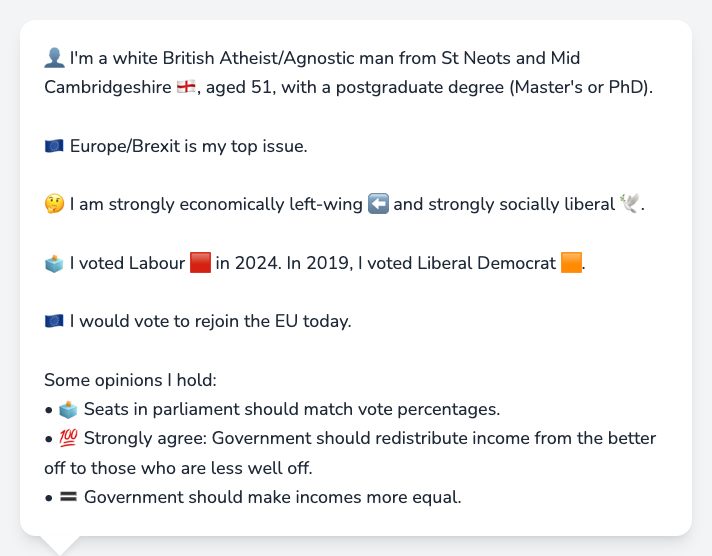 👤 I'm a white British Atheist/Agnostic man from St Neots and Mid
Cambridgeshire 🏴󠁧󠁢󠁥󠁮󠁧󠁿, aged 51, with a postgraduate degree (Master's or PhD).
🇪🇺 Europe/Brexit is my top issue.
🤔 I am strongly economically left-wing ⬅️ and strongly socially liberal 🕊️.
🗳️ I voted Labour 🟥 in 2024. In 2019, I voted Liberal Democrat 🟧.
🇪🇺 I would vote to rejoin the EU today.
Some opinions I hold:
• 🗳️ Seats in parliament should match vote percentages.
• 💯 Strongly agree: Government should redistribute income from the better
off to those who are less well off.
• 🟰 Government should make incomes more equal.